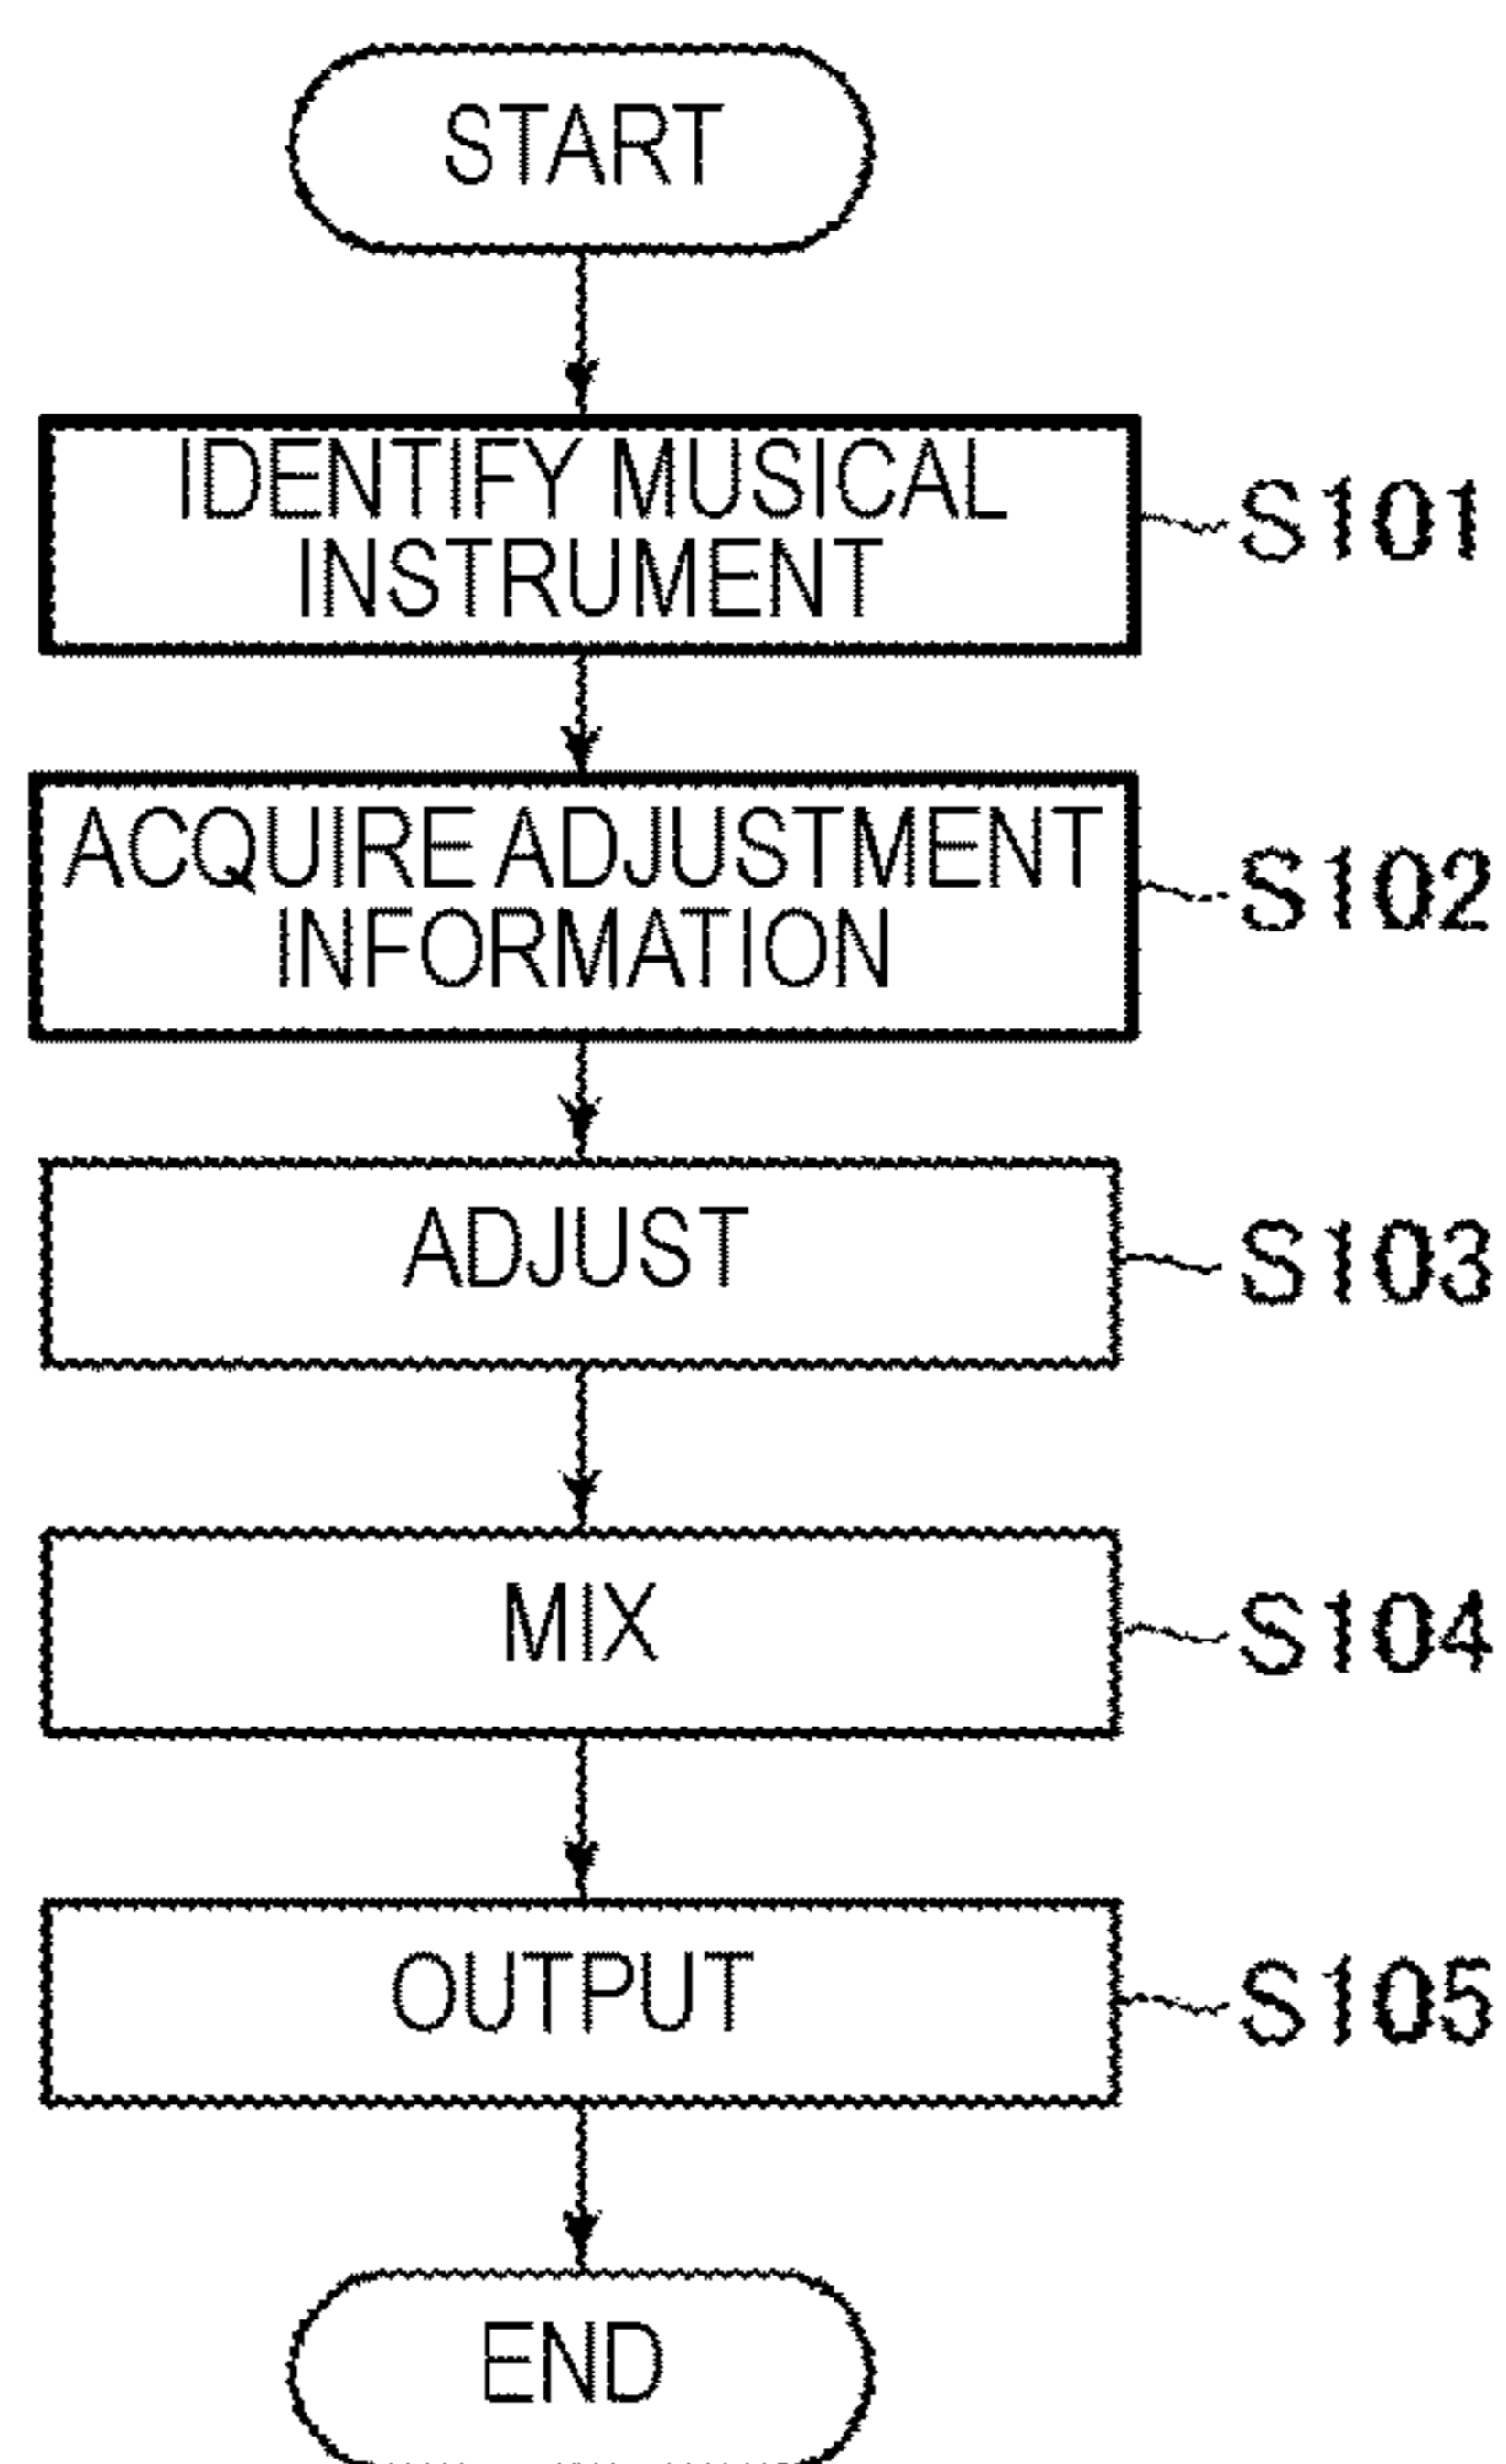 START
IDENTIFY MUSICAL
INSTRUMENT
S101
ACQUIRE ADJUSTMENT
INFORMATION
S102
ADJUST
S103
MIX
S104
OUTPUT
S105
END